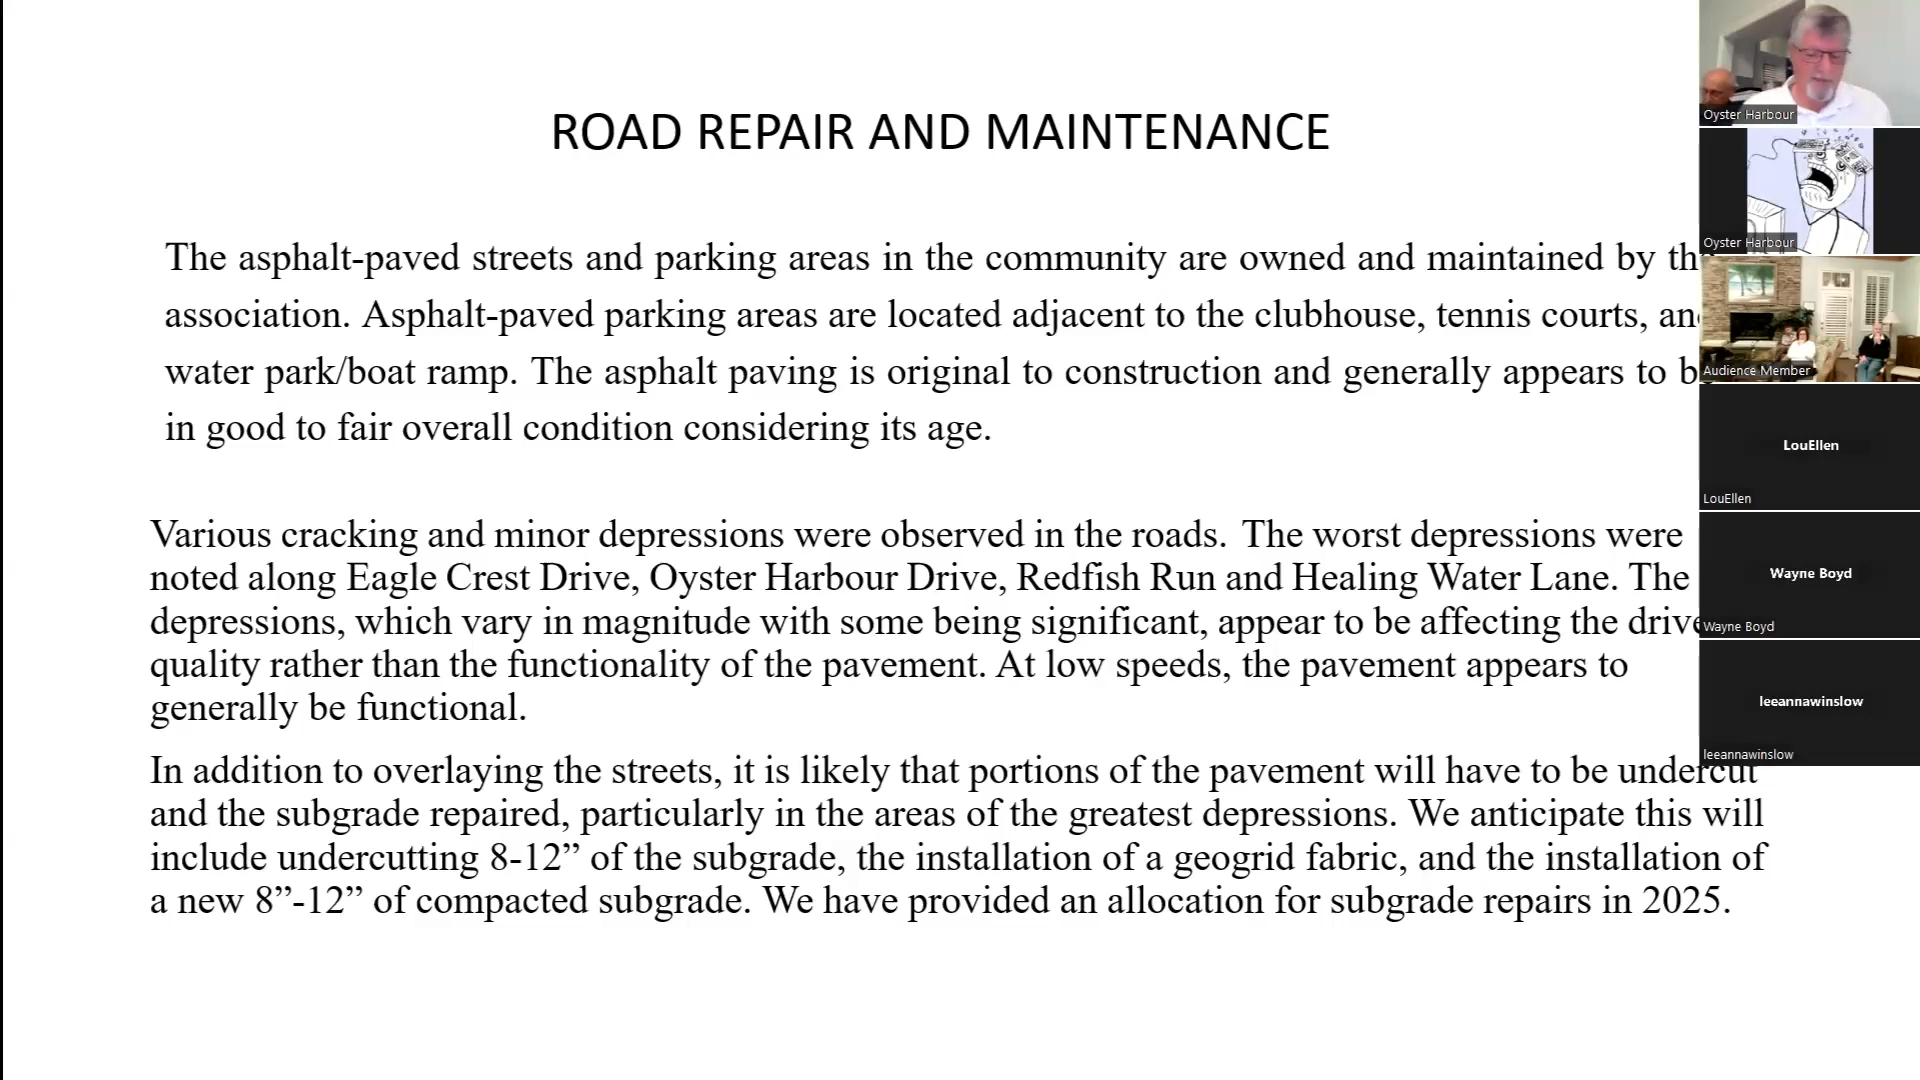 ROAD REPAIR AND MAINTENANCE
The asphalt-paved streets and parking areas in the community are owned and maintained by the
association. Asphalt-paved parking areas are located adjacent to the clubhouse, tennis courts, and
water park/boat ramp. The asphalt paving is original to construction and generally appears to be
in good to fair overall condition considering its age.
Various cracking and minor depressions were observed in the roads. The worst depressions were
noted along Eagle Crest Drive, Oyster Harbour Drive, Redfish Run and Healing Water Lane. The
depressions, which vary in magnitude with some being significant, appear to be affecting the drive
quality rather than the functionality of the pavement. At low speeds, the pavement appears to
generally be functional.
In addition to overlaying the streets, it is likely that portions of the pavement will have to be undercut
and the subgrade repaired, particularly in the areas of the greatest depressions. We anticipate this will
include undercutting 8-12” of the subgrade, the installation of a geogrid fabric, and the installation of
a new 8”-12” of compacted subgrade. We have provided an allocation for subgrade repairs in 2025.
Oyster Harbour
Oyster Harbour
Audience Member
LouEllen
LouEllen
Wayne Boyd
Wayne Boyd
leeannawinslow
leeannawinslow